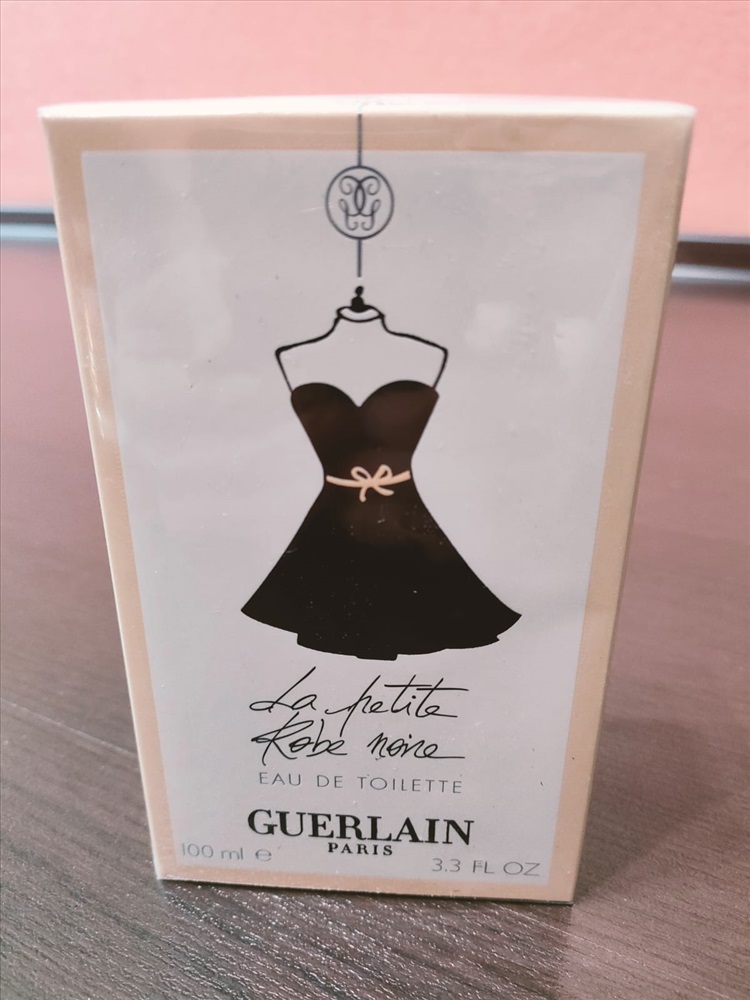 La petite
Robe noire
EAU DE TOILETTE
GUERLAIN
PARIS
100 ml e
3.3 FL OZ